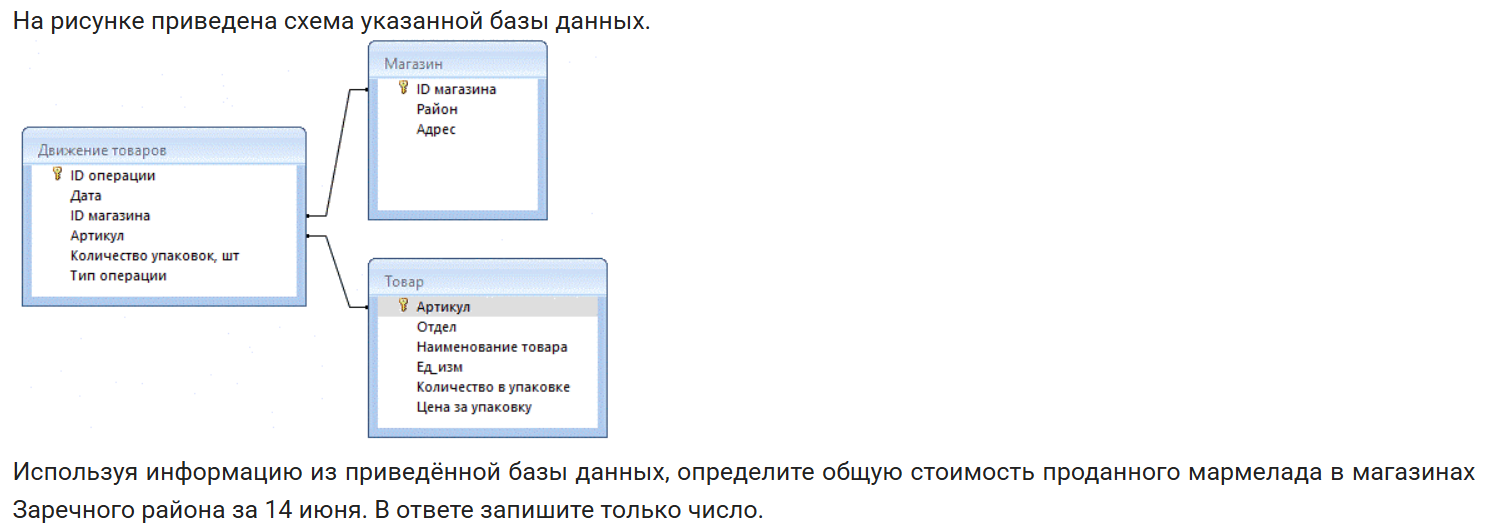 На рисунке приведена схема указанной базы данных.
Магазин
ID магазина
Район
Адрес
Движение товаров
ID операции
Дата
ID магазина
Артикул
Количество упаковок, шт
Тип операции
Товар
Артикул
Отдел
Наименование товара
Ед_изм
Количество в упаковке
Цена за упаковку
Используя информацию из приведённой базы данных, определите общую стоимость проданного мармелада в магазинах
Заречного района за 14 июня. В ответе запишите только число.